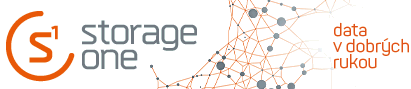 S1
storage
one
data
v dobrých
rukou